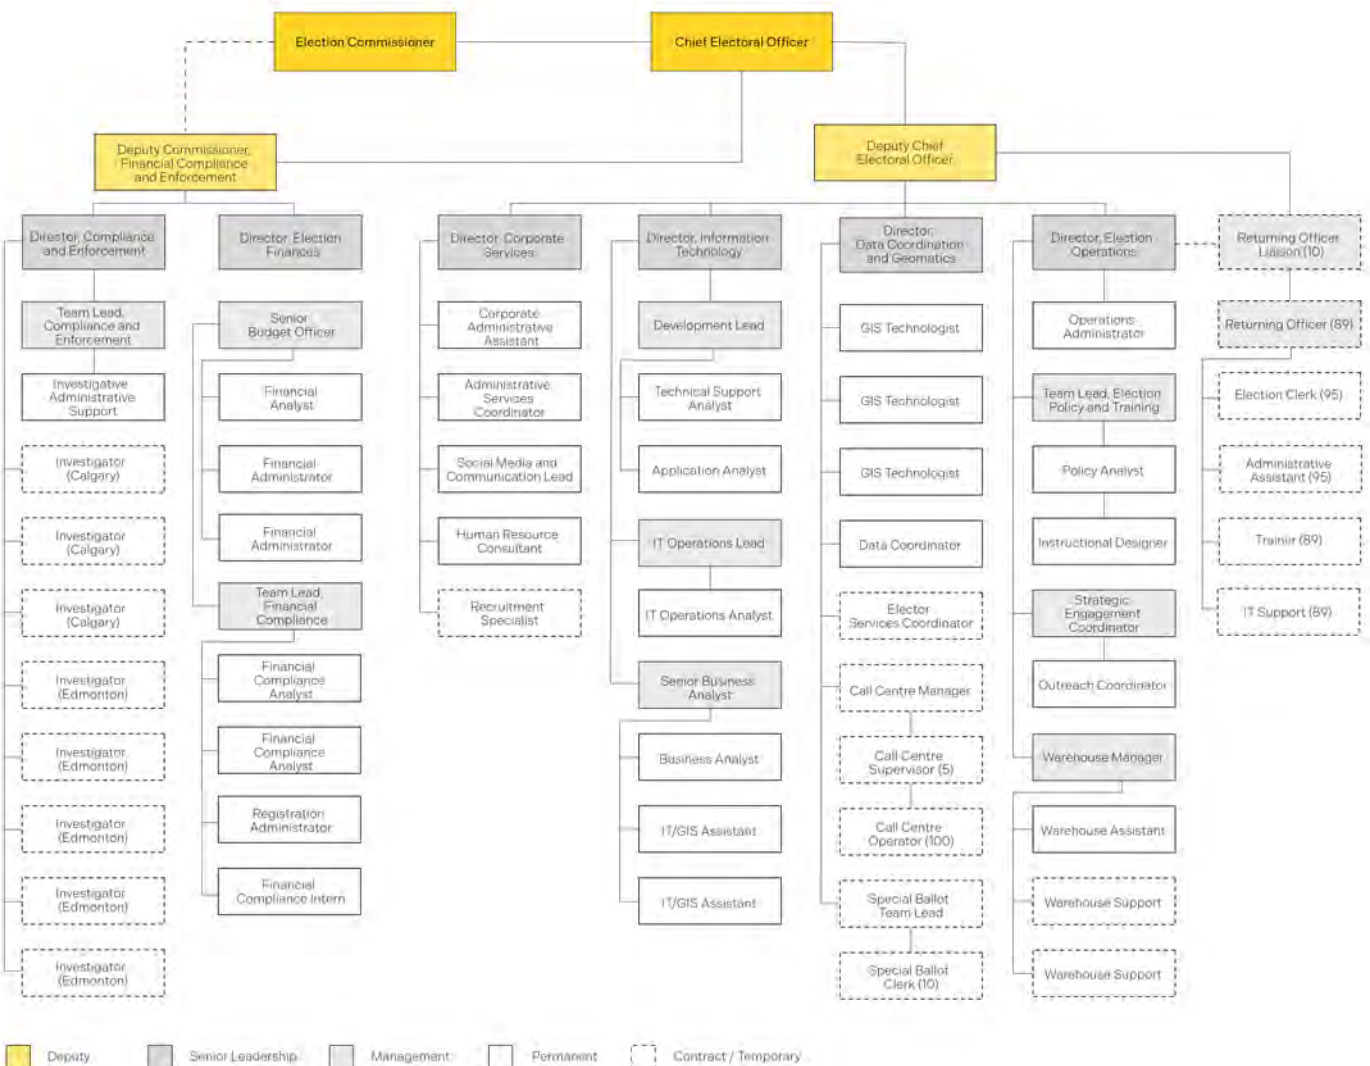 Election Commissioner
Chief Electoral Officer
Deputy Commissioner,
Financial Compliance
and Enforcement
Deputy Chief
Electoral Officer
Director, Compliance
and Enforcement
Team Lead,
Compliance and
Enforcement
Investigative
Administrative
Support
Investigator
(Calgary)
Investigator
(Calgary)
Investigator
(Calgary)
Investigator
(Edmonton)
Investigator
(Edmonton)
Investigator
(Edmonton)
Investigator
(Edmonton)
Investigator
(Edmonton)
Director, Election
Finances
Senior
Budget Officer
Financial
Analyst
Financial
Administrator
Financial
Administrator
Team Lead,
Financial
Compliance
Financial
Compliance
Analyst
Financial
Compliance
Analyst
Registration
Administrator
Financial
Compliance Intern
Director, Corporate
Services
Corporate
Administrative
Assistant
Administrative
Services
Coordinator
Social Media and
Communication Lead
Human Resource
Consultant
Recruitment
Specialist
Director, Information
Technology
Development Lead
Technical Support
Analyst
Application Analyst
IT Operations Lead
IT Operations Analyst
Senior Business
Analyst
Business Analyst
IT/GIS Assistant
IT/GIS Assistant
Director,
Data Coordination
and Geomatics
GIS Technologist
GIS Technologist
GIS Technologist
Data Coordinator
Elector
Services Coordinator
Call Centre Manager
Call Centre
Supervisor (5)
Call Centre
Operator (100)
Special Ballot
Team Lead
Special Ballot
Clerk (10)
Director, Election
Operations
Operations
Administrator
Team Lead, Election
Policy and Training
Policy Analyst
Instructional Designer
Strategic
Engagement
Coordinator
Outreach Coordinator
Warehouse Manager
Warehouse Assistant
Warehouse Support
Warehouse Support
Returning Officer
Liaison (10)
Returning Officer (89)
Election Clerk (95)
Administrative
Assistant (95)
Trainer (89)
IT Support (89)
Deputy
Senior Leadership
Management
Permanent
Contract / Temporary